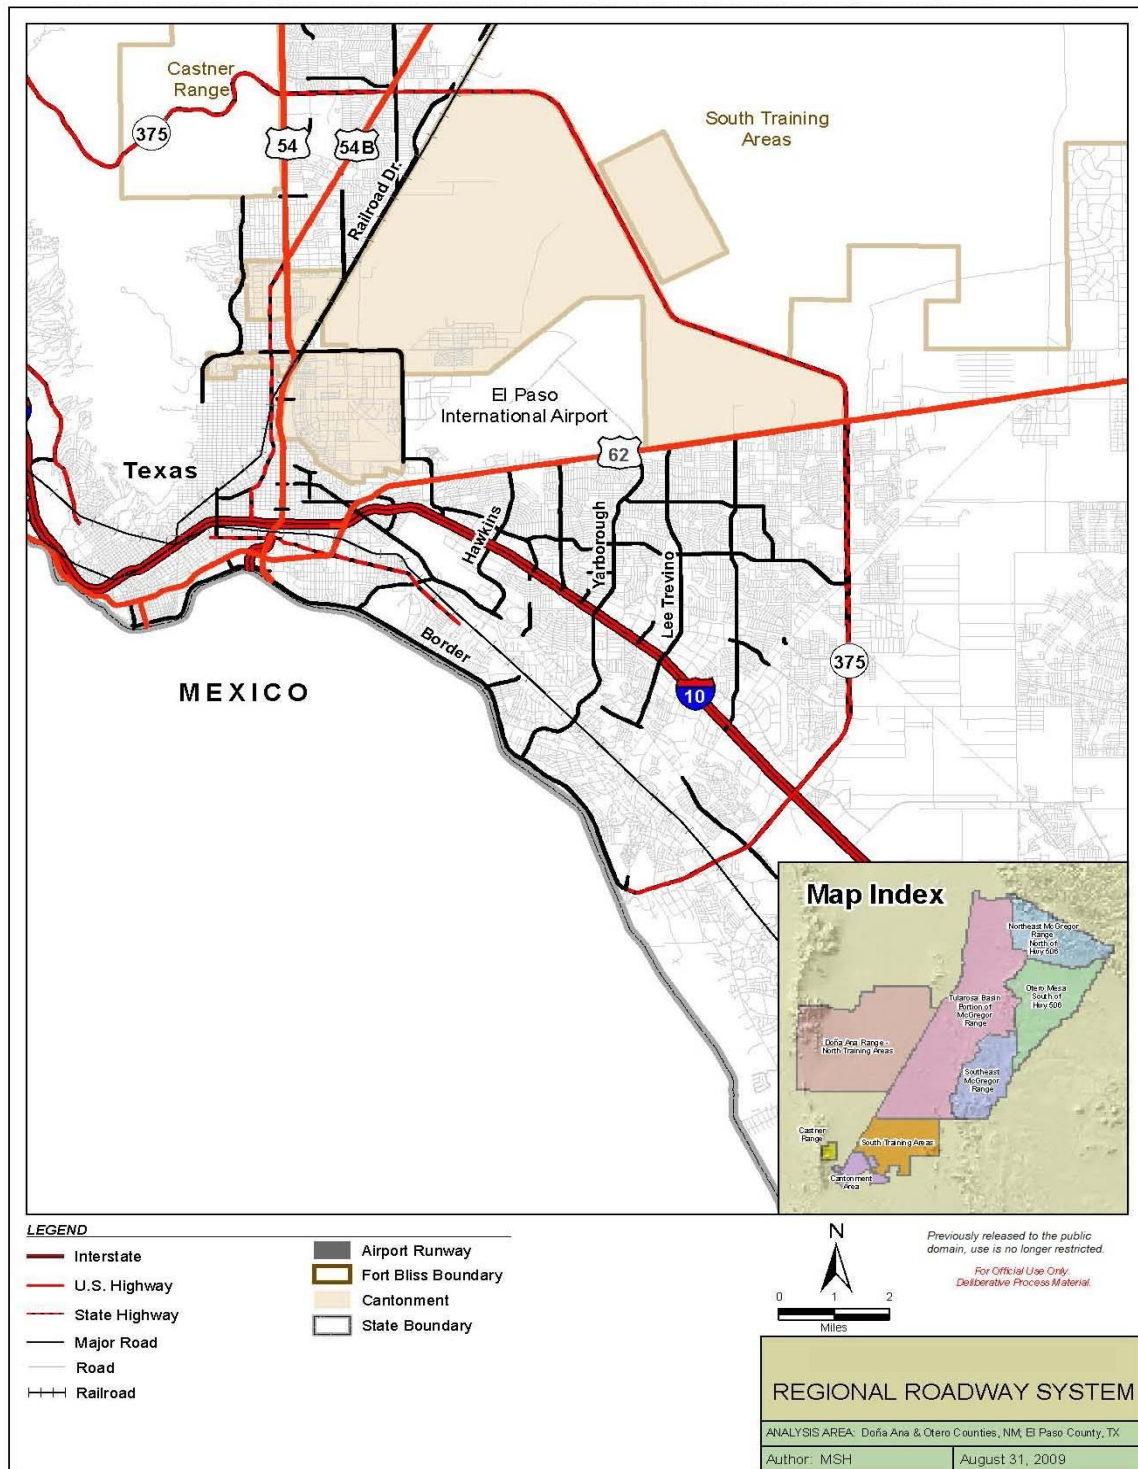 Castner
Range
375
54
54B
Railroad Dr.
South Training
Areas
El Paso
International Airport
62
Texas
Hawkins
Yarborough
Lee Trevino
Border
375
10
MEXICO
Map Index
Northeast McGregor
Range
North of
Hwy 506
Otero Mesa
South of
Hwy 506
Tularosa Basin
Portion of
McGregor
Range
Doña Ana Range -
North Training Areas
Southeast
McGregor
Range
Castner
Range
South Training Areas
Cantonment
Area
LEGEND
Interstate
U.S. Highway
State Highway
Major Road
Road
Railroad
Airport Runway
Fort Bliss Boundary
Cantonment
State Boundary
N
0 1 2
Miles
Previously released to the public
domain, use is no longer restricted.
For Official Use Only.
Deliberative Process Material.
REGIONAL ROADWAY SYSTEM
ANALYSIS AREA: Doña Ana & Otero Counties, NM; El Paso County, TX
Author: MSH
August 31, 2009